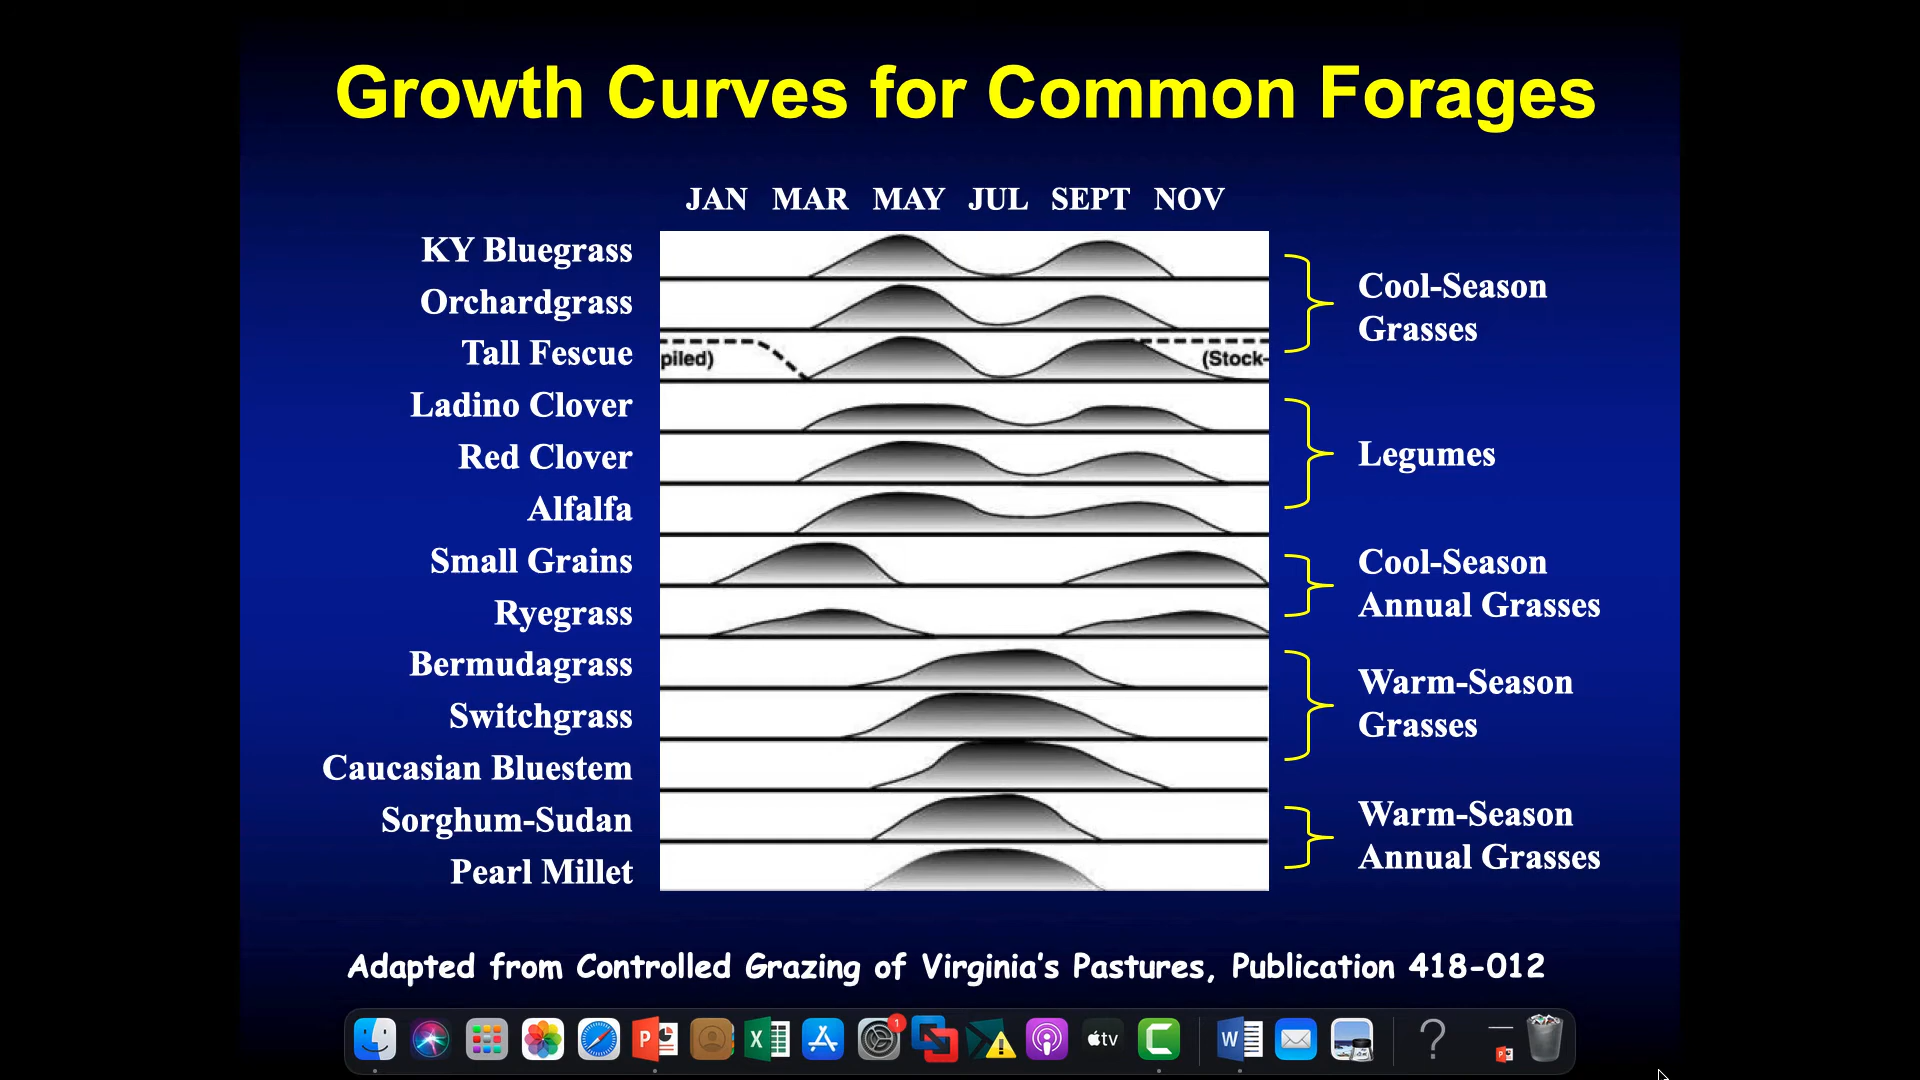 Growth Curves for Common Forages
JAN MAR MAY JUL SEPT NOV
KY Bluegrass
Orchardgrass
Tall Fescue
piled)
(Stock-
Ladino Clover
Red Clover
Alfalfa
Small Grains
Ryegrass
Bermudagrass
Switchgrass
Caucasian Bluestem
Sorghum-Sudan
Pearl Millet
Cool-Season
Grasses
Legumes
Cool-Season
Annual Grasses
Warm-Season
Grasses
Warm-Season
Annual Grasses
Adapted from Controlled Grazing of Virginia's Pastures, Publication 418-012
1
tv